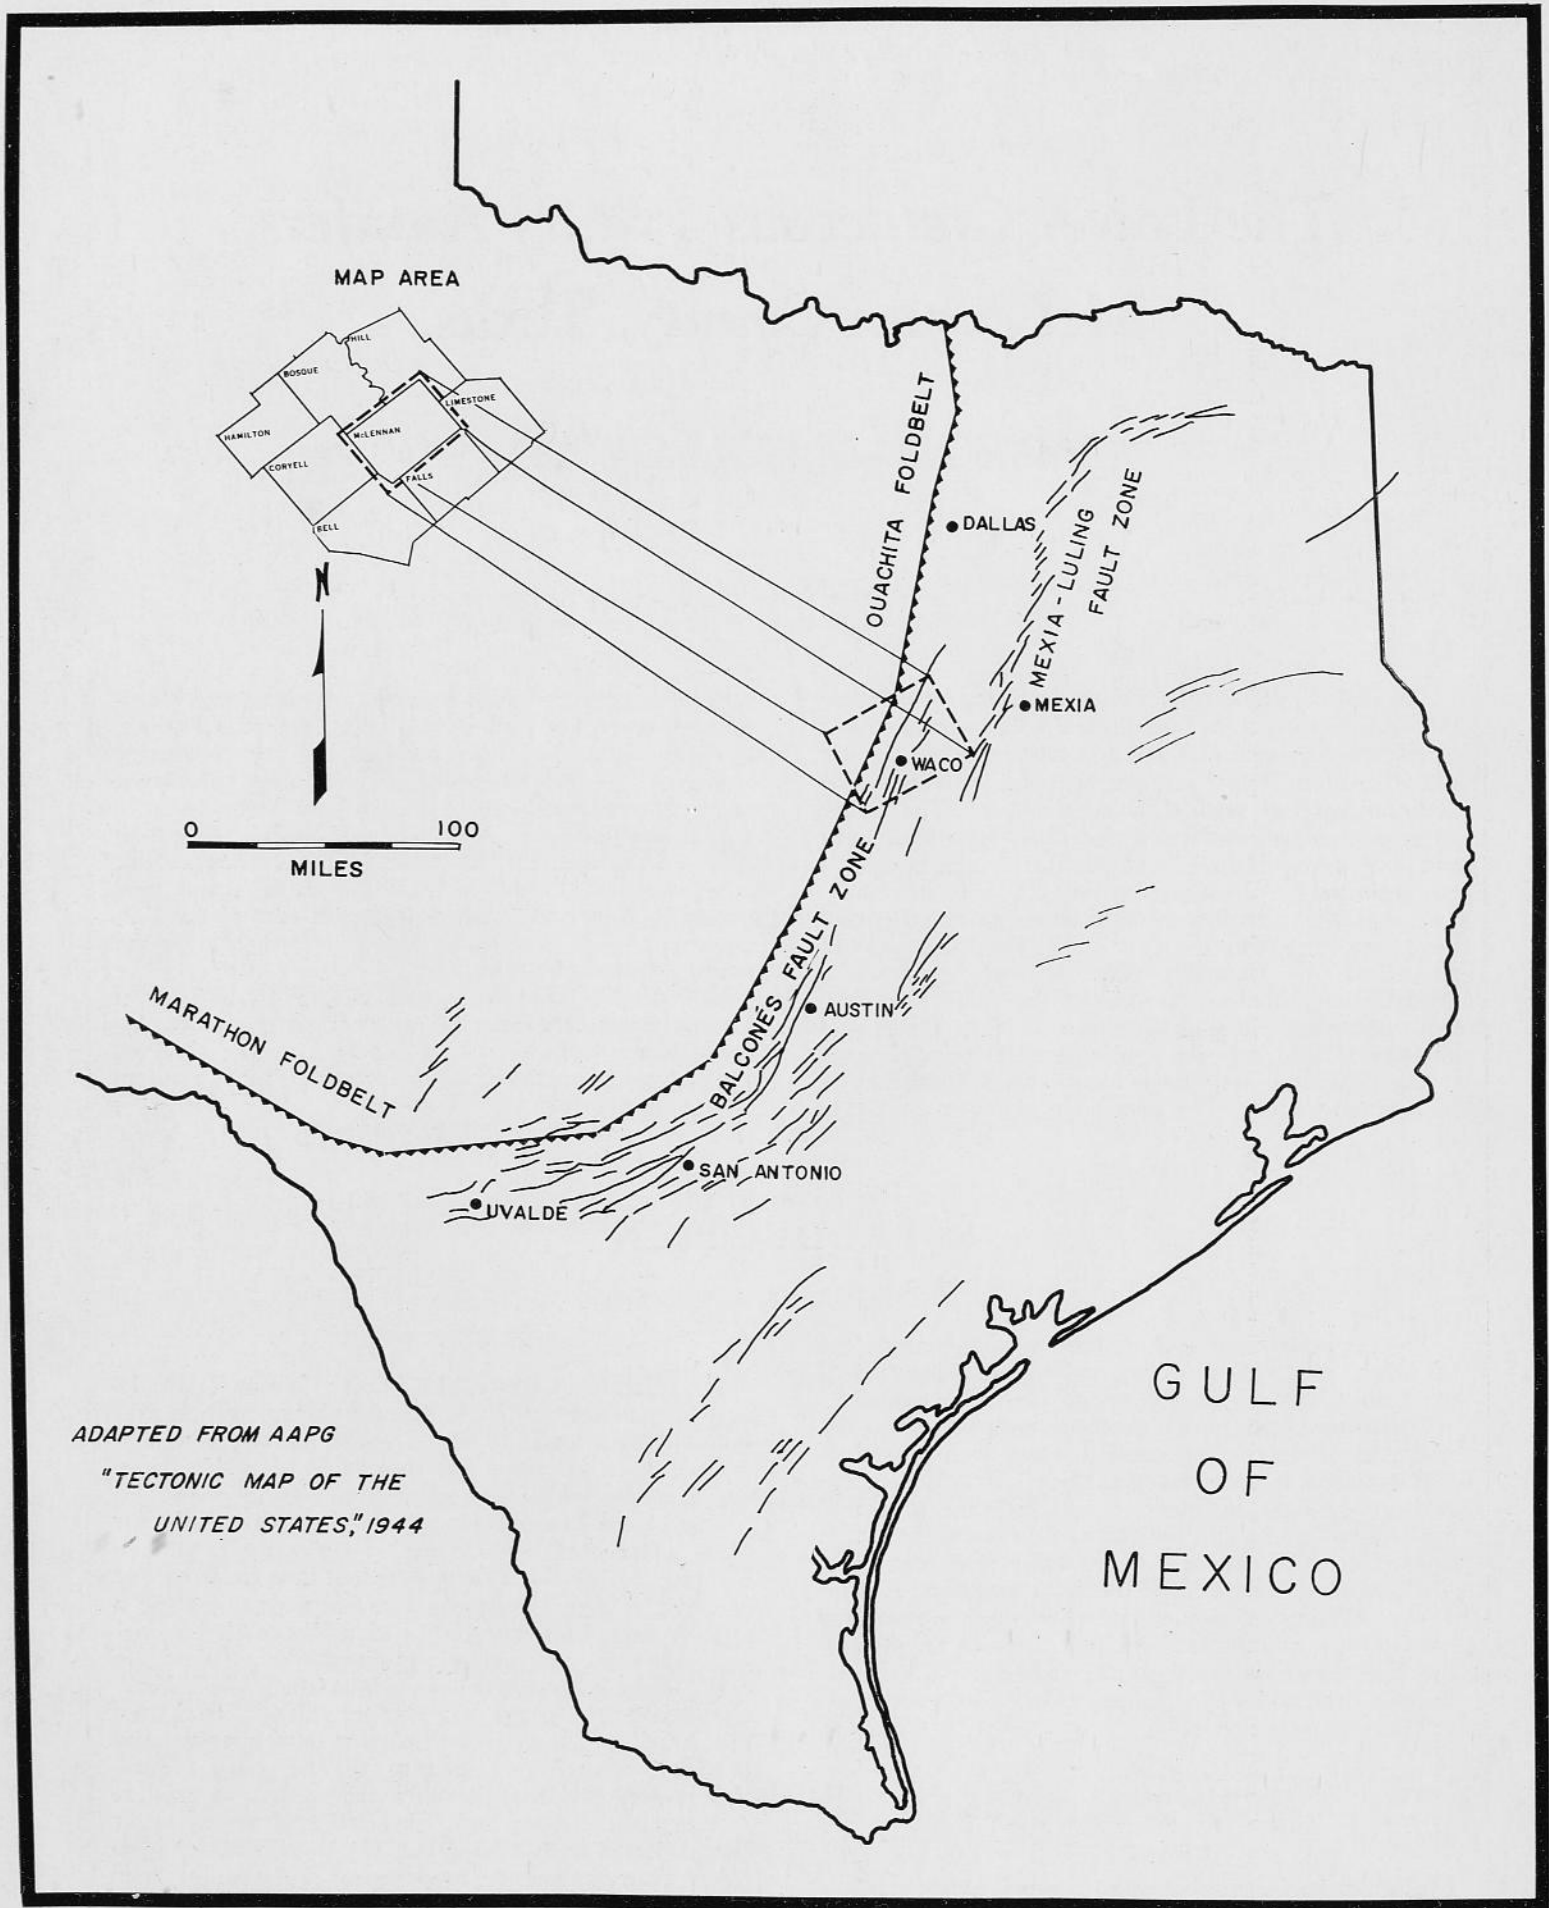 MAP AREA
HILL
BOSQUE
LIMESTONE
HAMILTON
McLENNAN
CORYELL
FALLS
BELL
N
0 100
MILES
OUACHITA FOLDBELT
DALLAS
MEXIA-LULING
FAULT ZONE
MEXIA
WACO
BALCONES FAULT ZONE
AUSTIN
MARATHON FOLDBELT
SAN ANTONIO
UVALDE
GULF
OF
MEXICO
ADAPTED FROM AAPG
"TECTONIC MAP OF THE
UNITED STATES," 1944